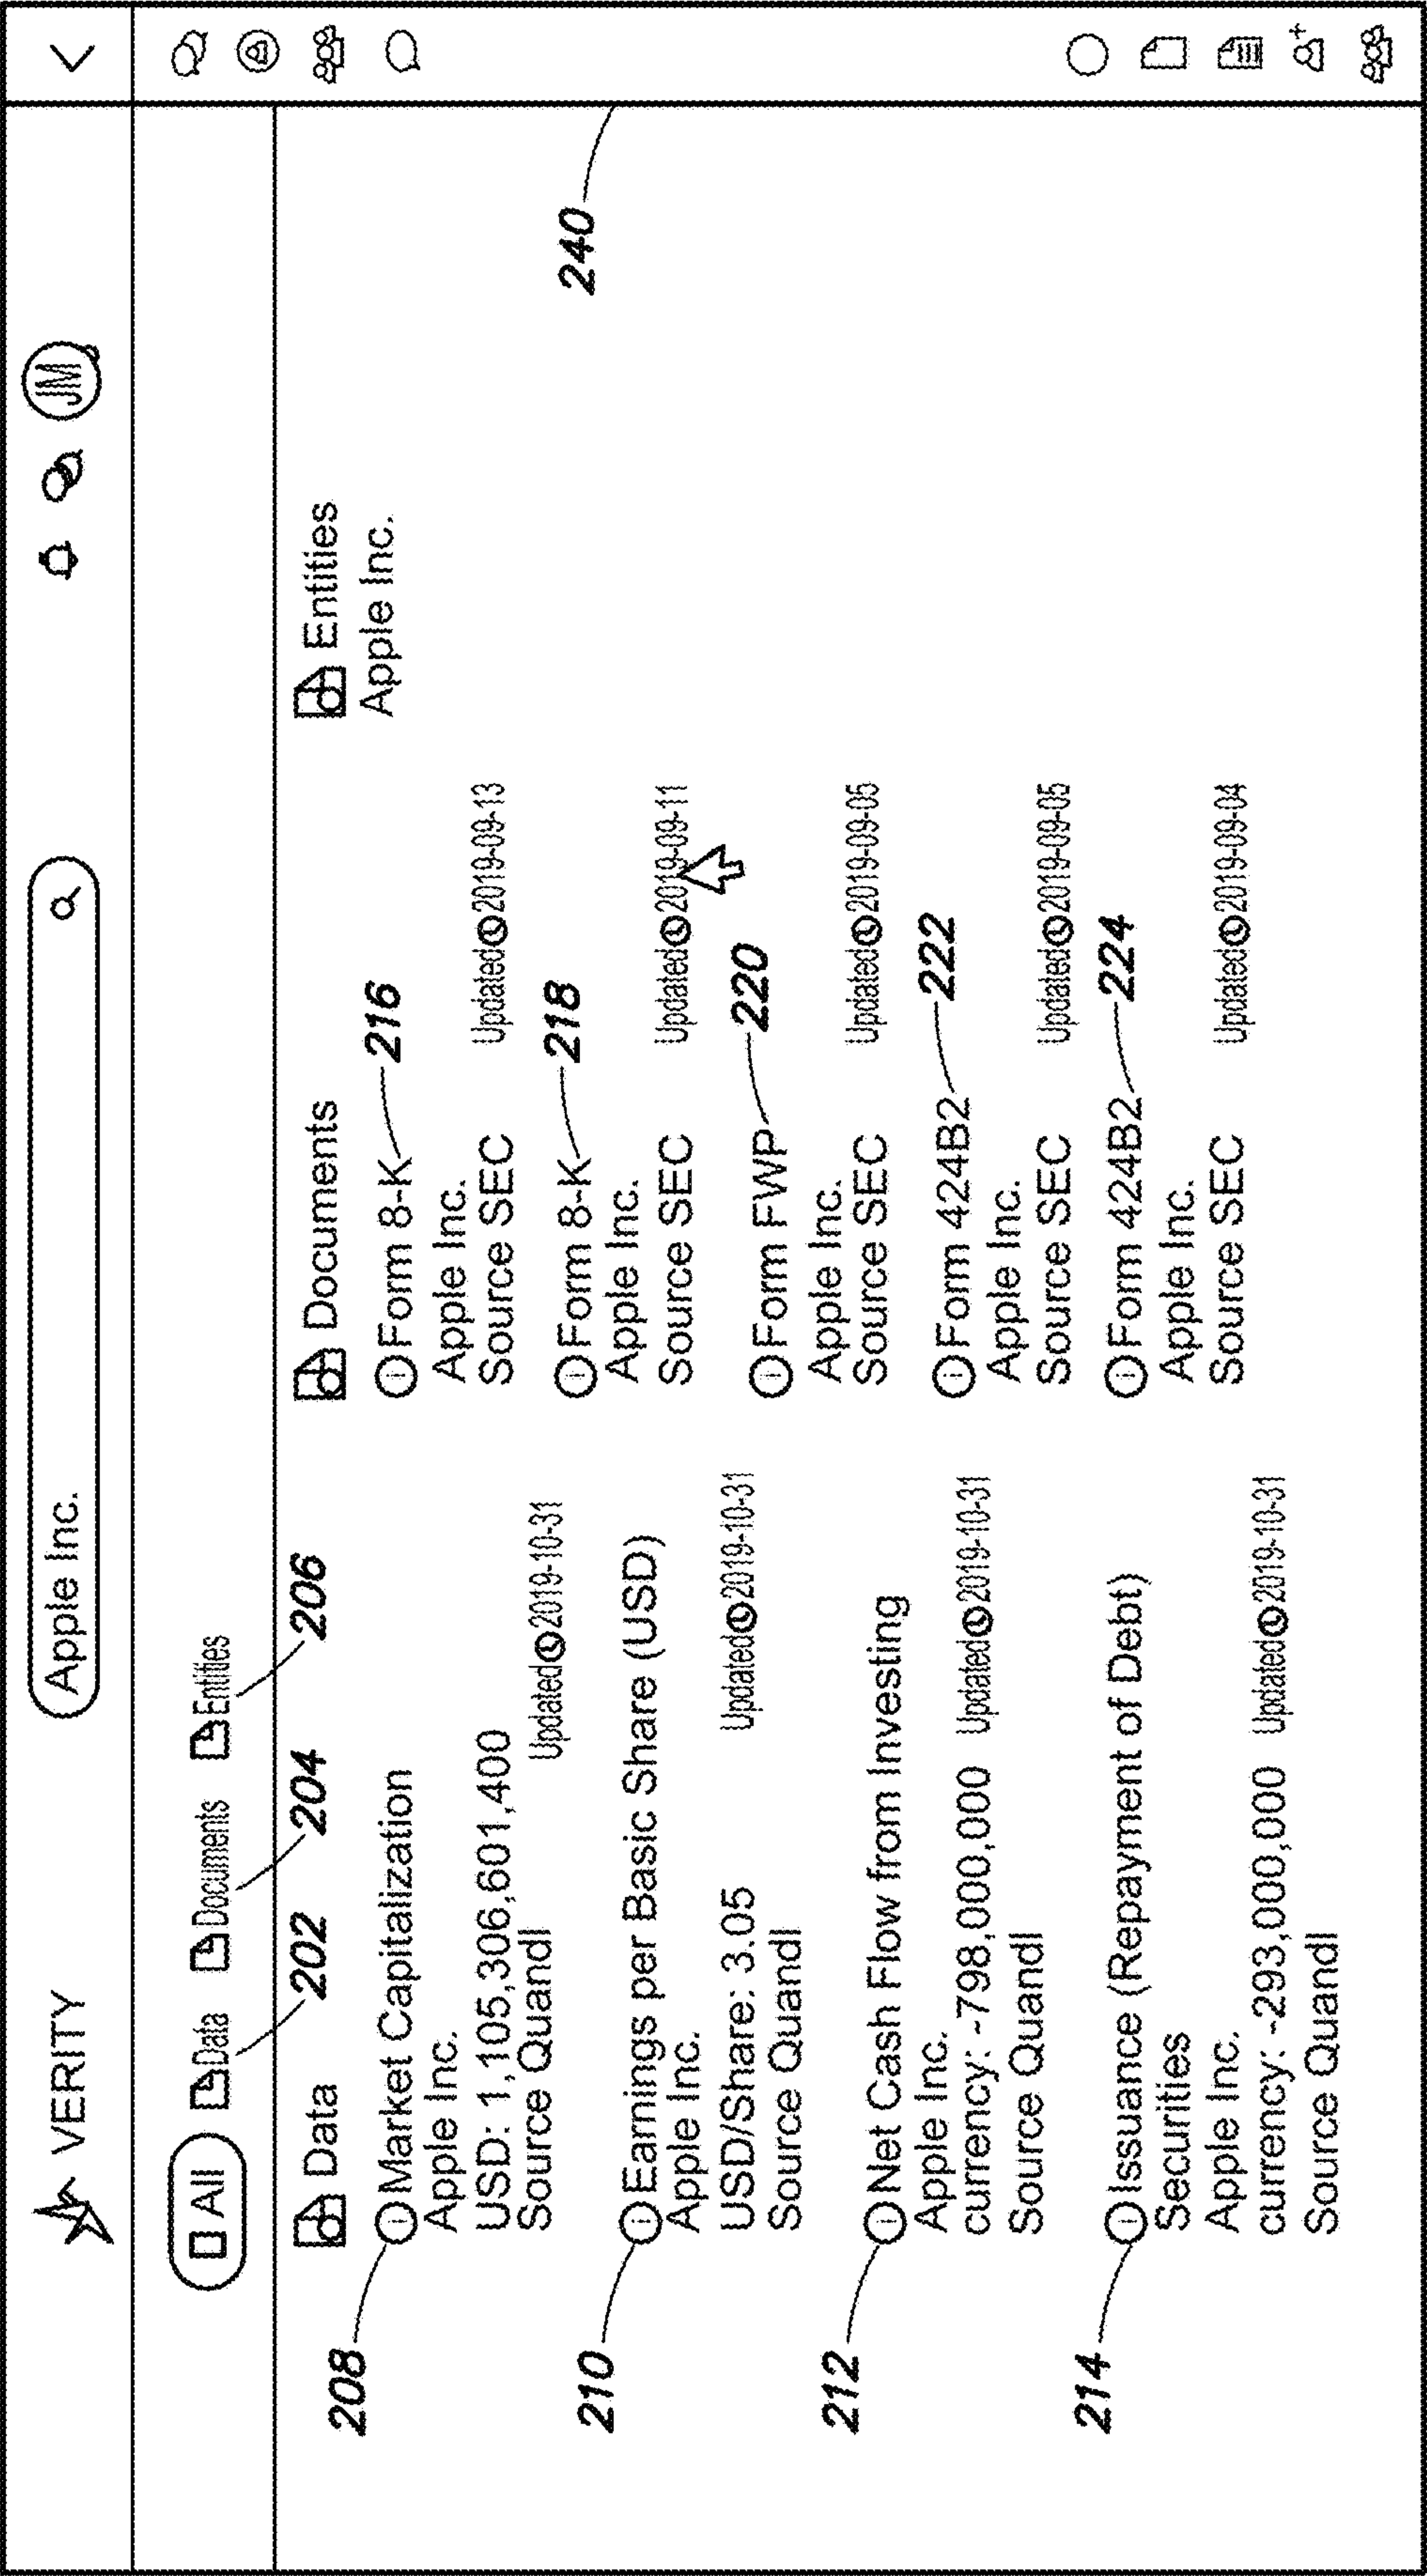 VERITY
Apple Inc.
JM
All
Data
Documents
Entities
202
204
206
Data
208
Market Capitalization
Apple Inc.
USD: 1,105,306,601,400
Source Quandl
Updated 2019-10-31
210
Earnings per Basic Share (USD)
Apple Inc.
USD/Share: 3.05
Updated 2019-10-31
Source Quandl
212
Net Cash Flow from Investing
Apple Inc.
currency: -798,000,000 Updated 2019-10-31
Source Quandl
214
Issuance (Repayment of Debt)
Securities
Apple Inc.
currency: -293,000,000 Updated 2019-10-31
Source Quandl
Documents
Form 8-K
216
Apple Inc.
Source SEC Updated 2019-09-13
Form 8-K
218
Apple Inc.
Source SEC Updated 2019-09-11
Form FWP
220
Apple Inc.
Source SEC Updated 2019-09-05
Form 424B2
222
Apple Inc.
Source SEC Updated 2019-09-05
Form 424B2
224
Apple Inc.
Source SEC Updated 2019-09-04
Entities
Apple Inc.
240